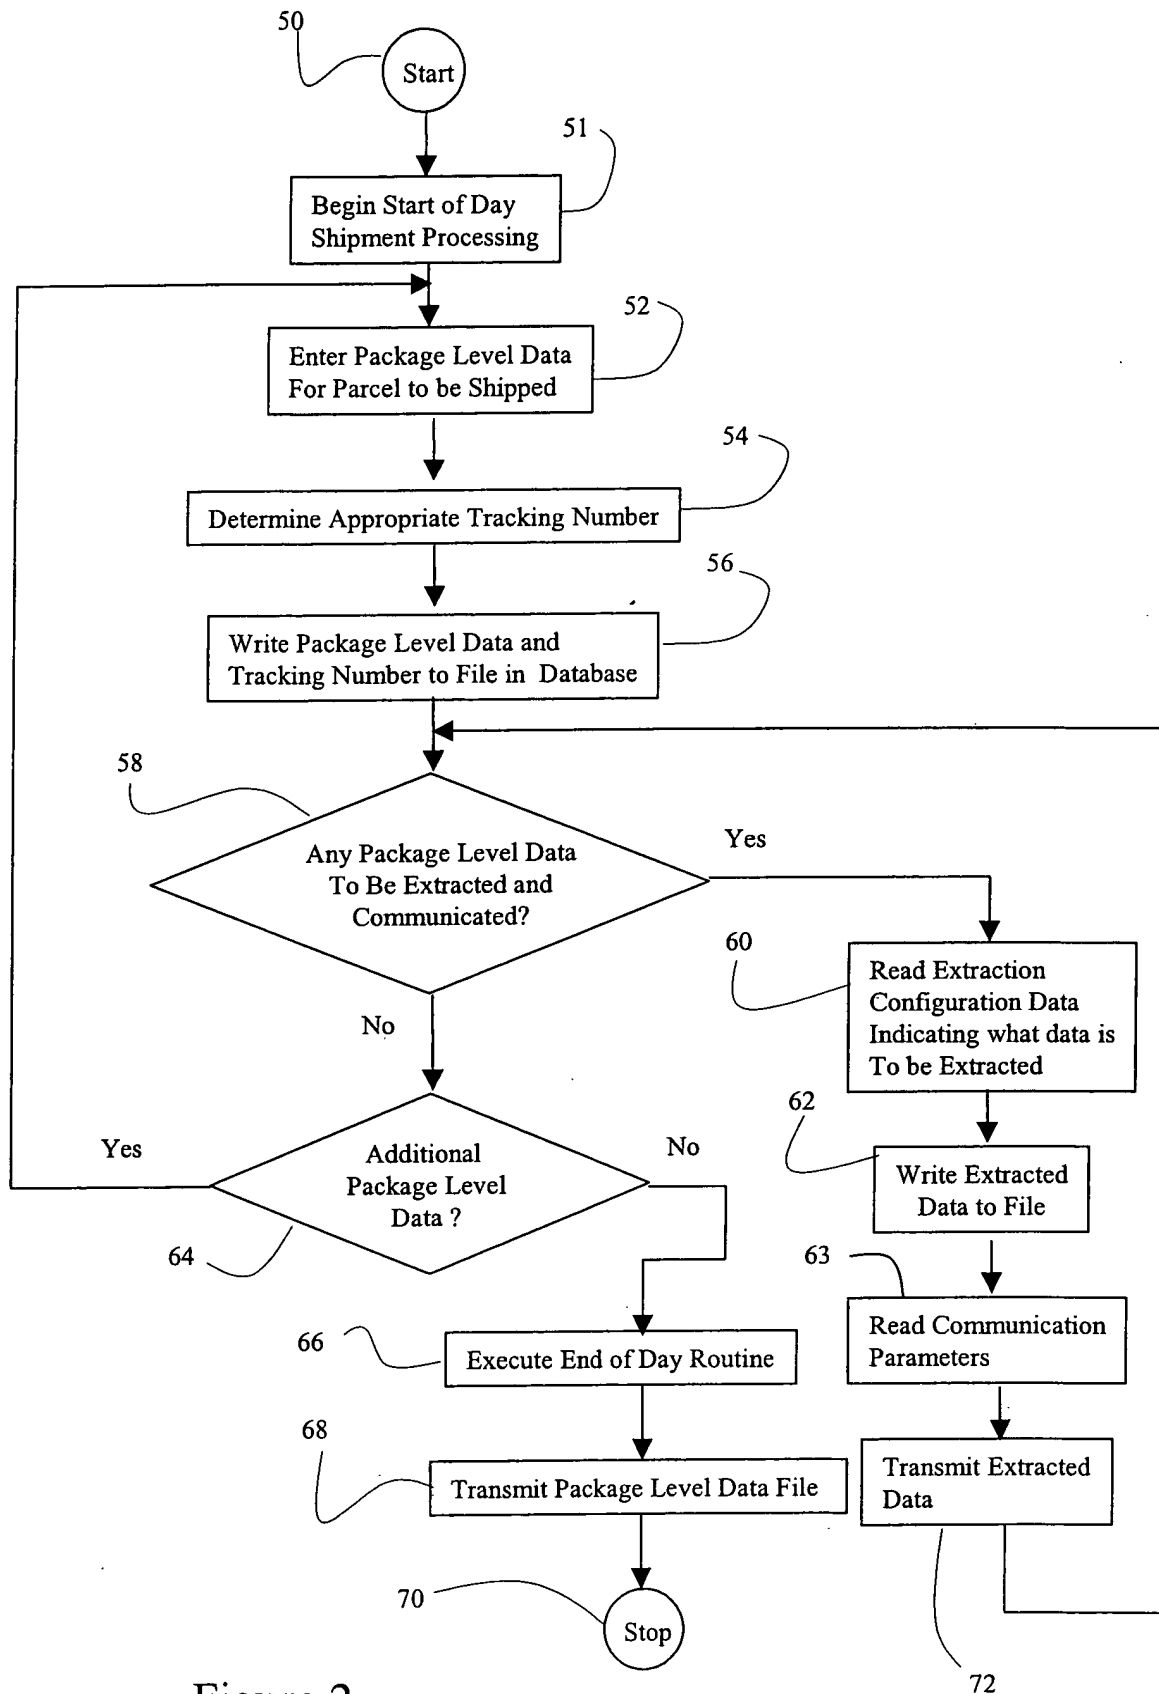 50
Start
51
Begin Start of Day
Shipment Processing
52
Enter Package Level Data
For Parcel to be Shipped
54
Determine Appropriate Tracking Number
56
Write Package Level Data and
Tracking Number to File in Database
58
Any Package Level Data
To Be Extracted and
Communicated?
Yes
No
60
Read Extraction
Configuration Data
Indicating what data is
To be Extracted
62
Write Extracted
Data to File
63
Read Communication
Parameters
Transmit Extracted
Data
72
Yes
Additional
Package Level
Data ?
No
64
66
Execute End of Day Routine
68
Transmit Package Level Data File
70
Stop
Figure 2